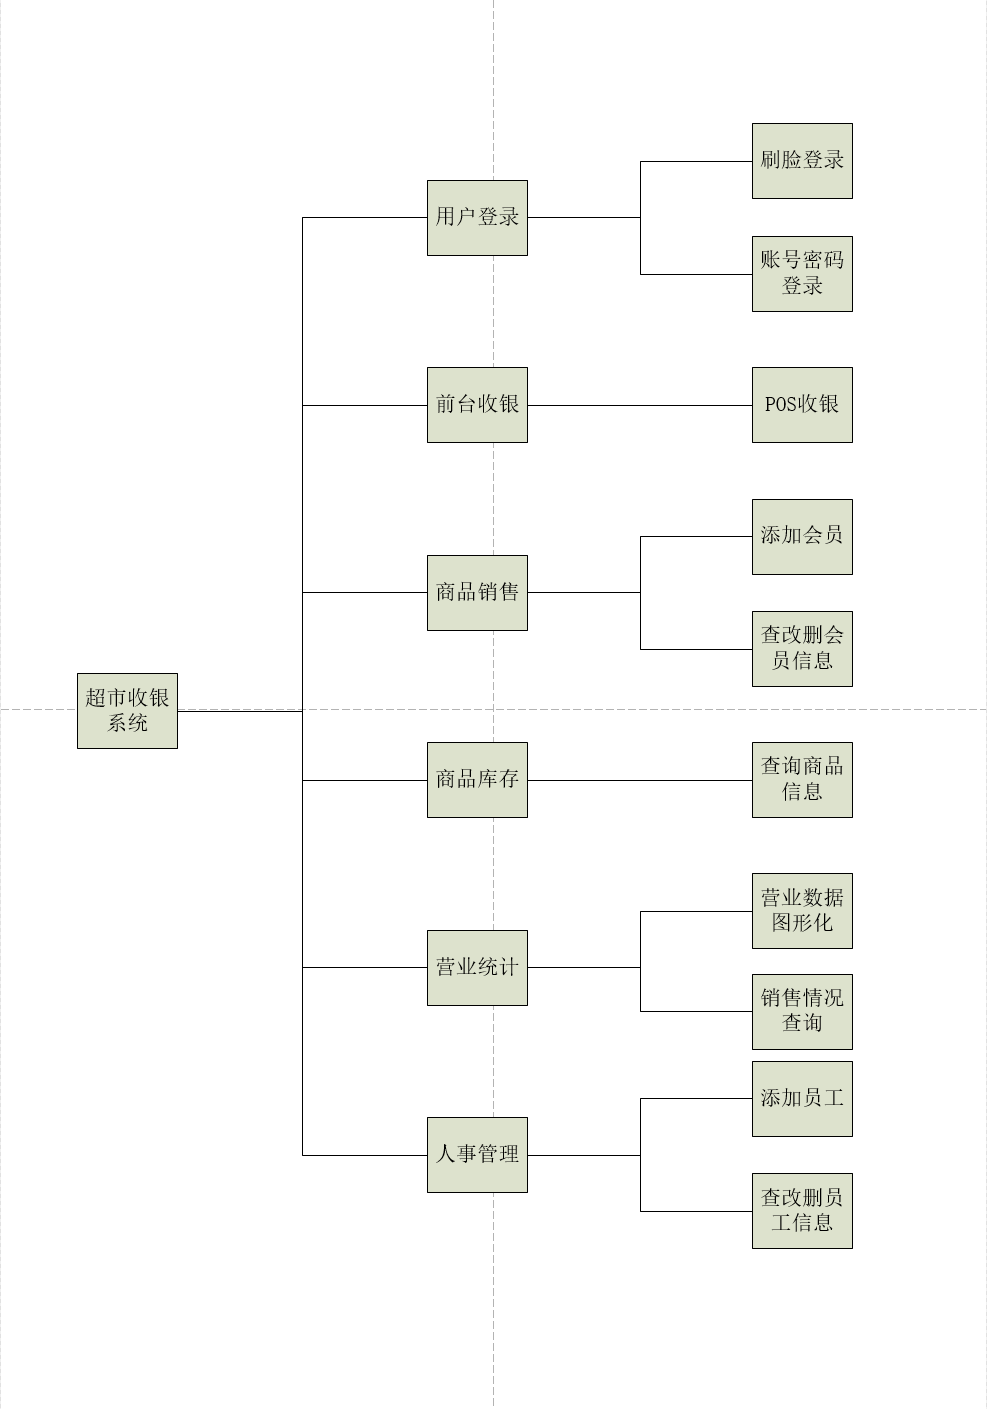 刷脸登录
用户登录
账号密码
登录
前台收银
POS收银
添加会员
商品销售
查改删会
员信息
超市收银
系统
商品库存
查询商品
信息
营业数据
图形化
营业统计
销售情况
查询
添加员工
人事管理
查改删员
工信息